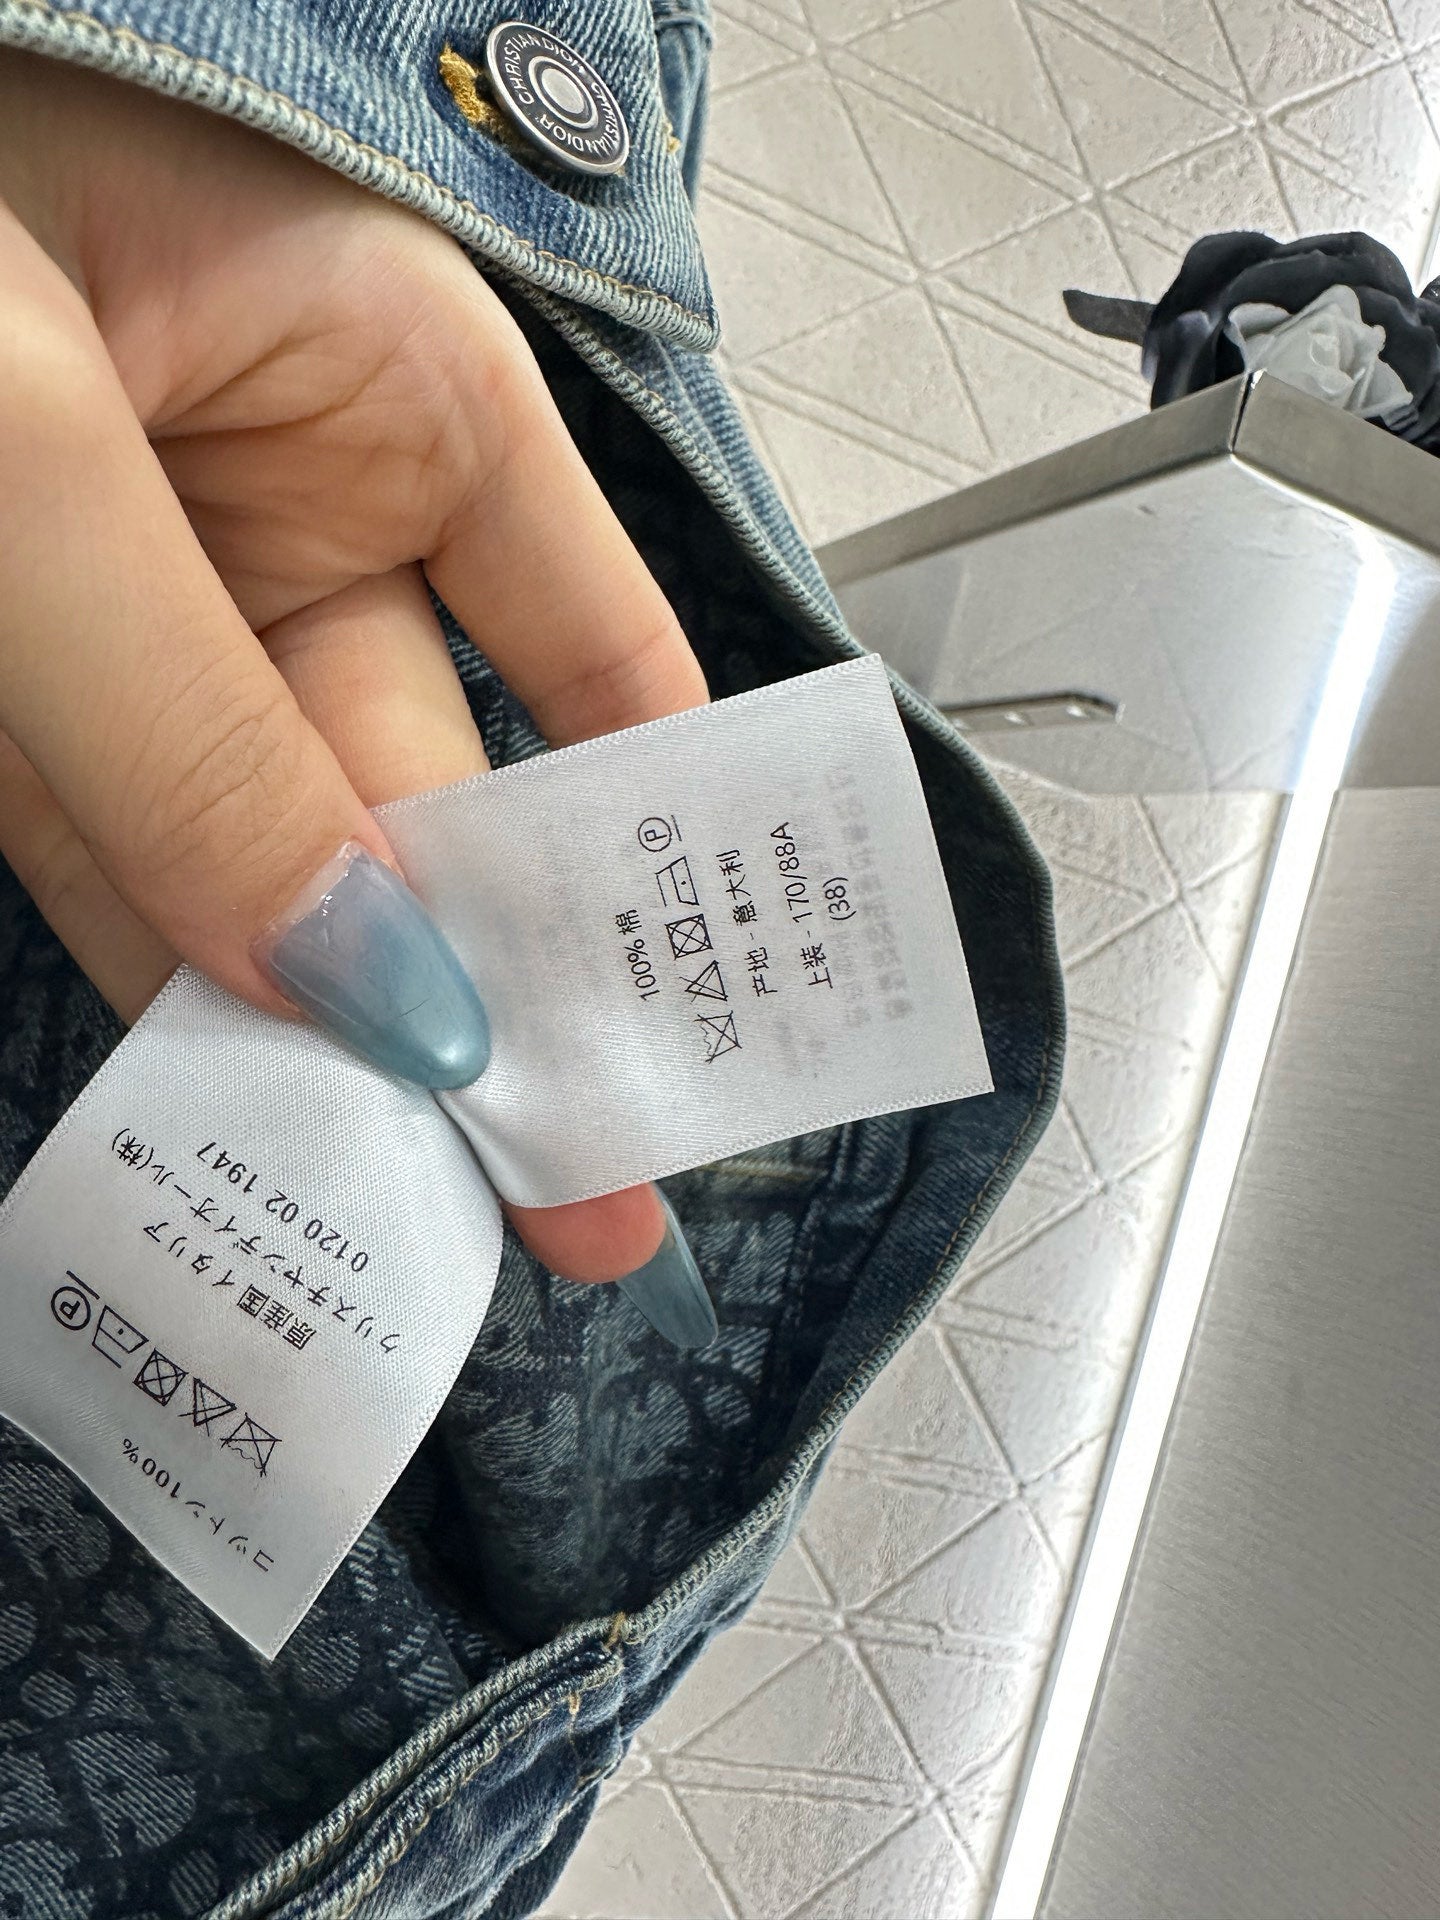 CHRISTIAN DIOR CHRISTIAN DIOR
100% 棉
产地 - 意大利
上装 - 170/88A
(38)
コットン100%
原産国 イタリア
クリスチャンディオール(株)
0120 02 1947